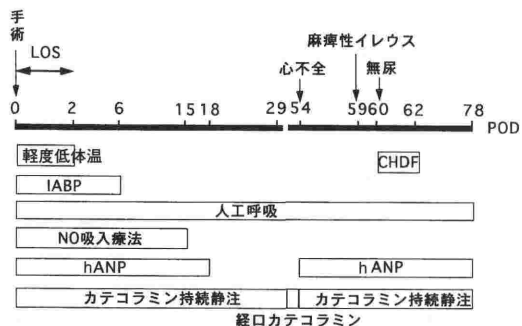 手術
LOS
麻痺性イレウス
心不全
無尿
0 2 6 15 18 29 54 59 60 62 78 POD
軽度低体温
CHDF
IABP
人工呼吸
NO吸入療法
hANP hANP
カテコラミン持続静注 カテコラミン持続静注
経口カテコラミン